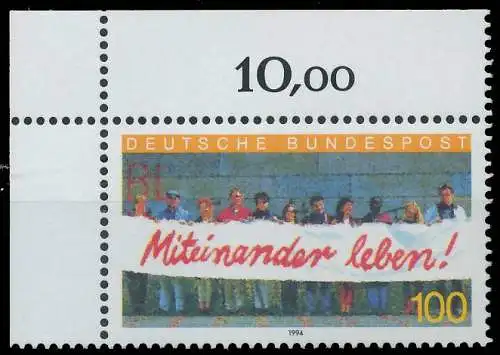 10,00
DEUTSCHE BUNDESPOST
Miteinander leben!
100
1994